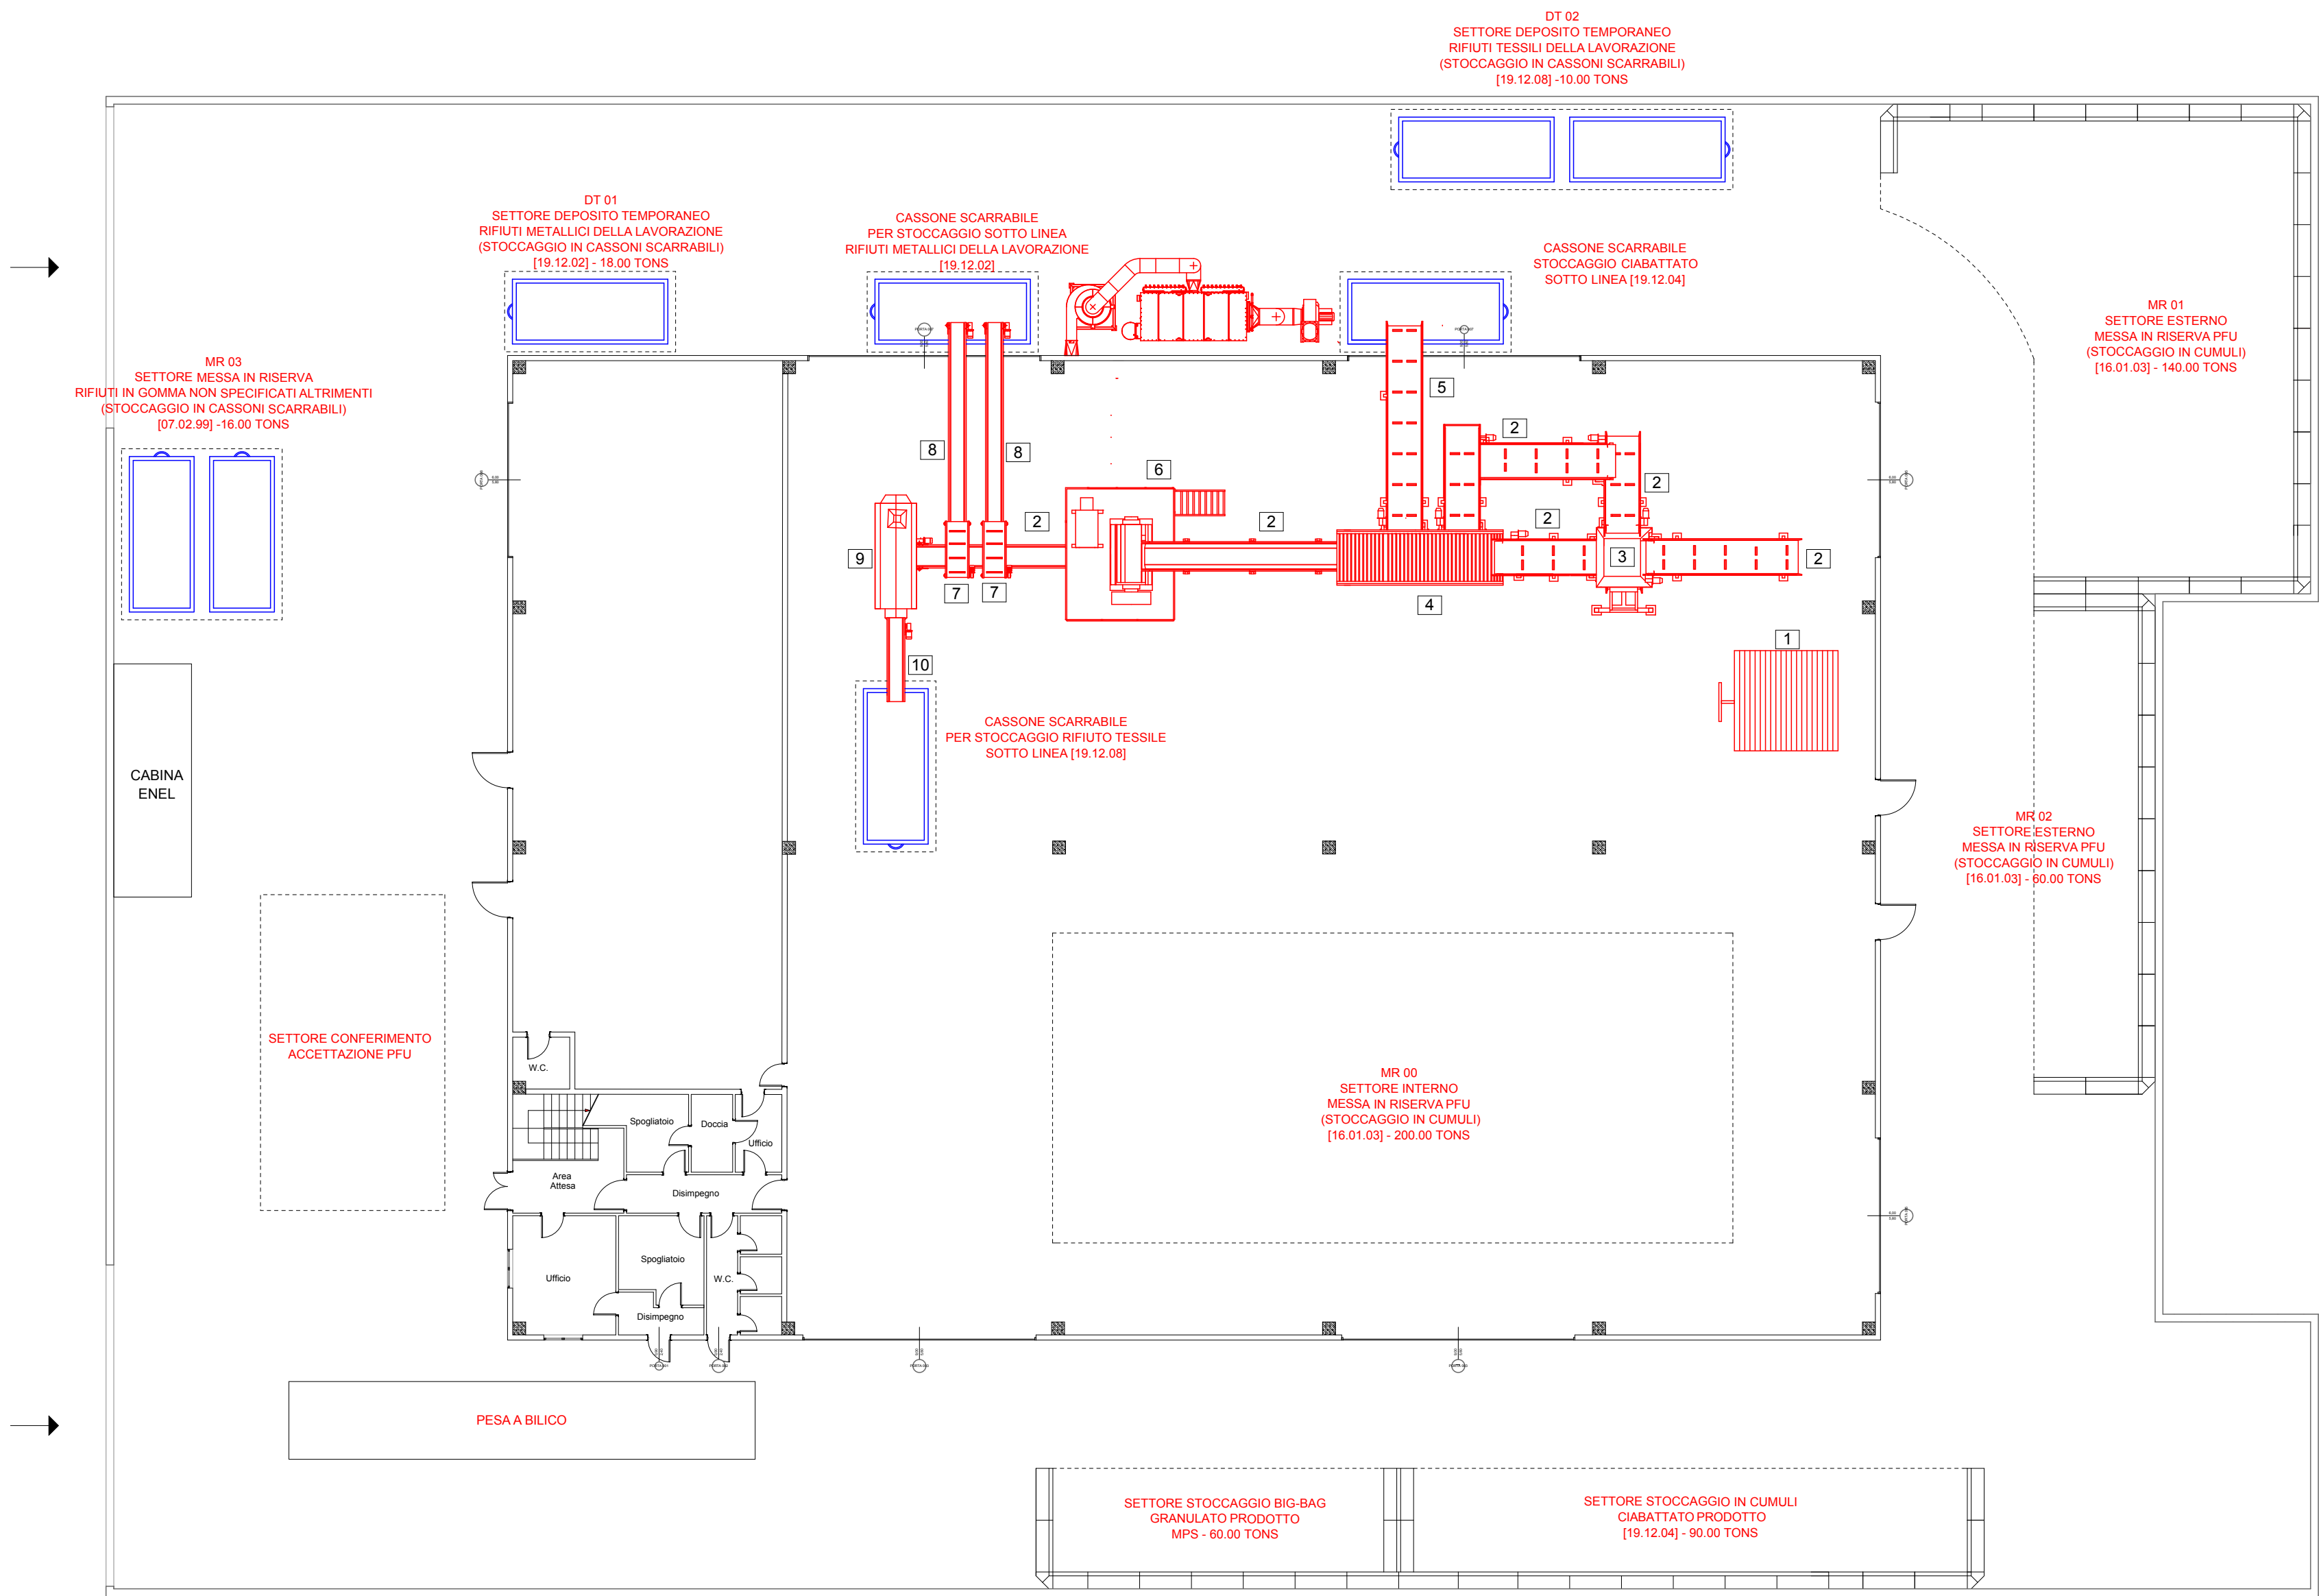 DT 02
SETTORE DEPOSITO TEMPORANEO
RIFIUTI TESSILI DELLA LAVORAZIONE
(STOCCAGGIO IN CASSONI SCARRABILI)
[19.12.08] -10.00 TONS
DT 01
SETTORE DEPOSITO TEMPORANEO
RIFIUTI METALLICI DELLA LAVORAZIONE
(STOCCAGGIO IN CASSONI SCARRABILI)
[19.12.02] - 18.00 TONS
CASSONE SCARRABILE
PER STOCCAGGIO SOTTO LINEA
RIFIUTI METALLICI DELLA LAVORAZIONE
[19.12.02]
CASSONE SCARRABILE
STOCCAGGIO CIABATTATO
SOTTO LINEA [19.12.04]
MR 01
SETTORE ESTERNO
MESSA IN RISERVA PFU
(STOCCAGGIO IN CUMULI)
[16.01.03] - 140.00 TONS
MR 03
SETTORE MESSA IN RISERVA
RIFIUTI IN GOMMA NON SPECIFICATI ALTRIMENTI
(STOCCAGGIO IN CASSONI SCARRABILI)
[07.02.99] -16.00 TONS
5
2
8
8
6
2
2
2
2
9
3
2
7
7
4
1
10
CASSONE SCARRABILE
PER STOCCAGGIO RIFIUTO TESSILE
SOTTO LINEA [19.12.08]
CABINA
ENEL
MR 02
SETTORE ESTERNO
MESSA IN RISERVA PFU
(STOCCAGGIO IN CUMULI)
[16.01.03] - 60.00 TONS
SETTORE CONFERIMENTO
ACCETTAZIONE PFU
W.C.
MR 00
SETTORE INTERNO
MESSA IN RISERVA PFU
(STOCCAGGIO IN CUMULI)
[16.01.03] - 200.00 TONS
Spogliatoio
Doccia
Ufficio
Area
Attesa
Disimpegno
Spogliatoio
Ufficio
W.C.
Disimpegno
PESA A BILICO
SETTORE STOCCAGGIO BIG-BAG
GRANULATO PRODOTTO
MPS - 60.00 TONS
SETTORE STOCCAGGIO IN CUMULI
CIABATTATO PRODOTTO
[19.12.04] - 90.00 TONS